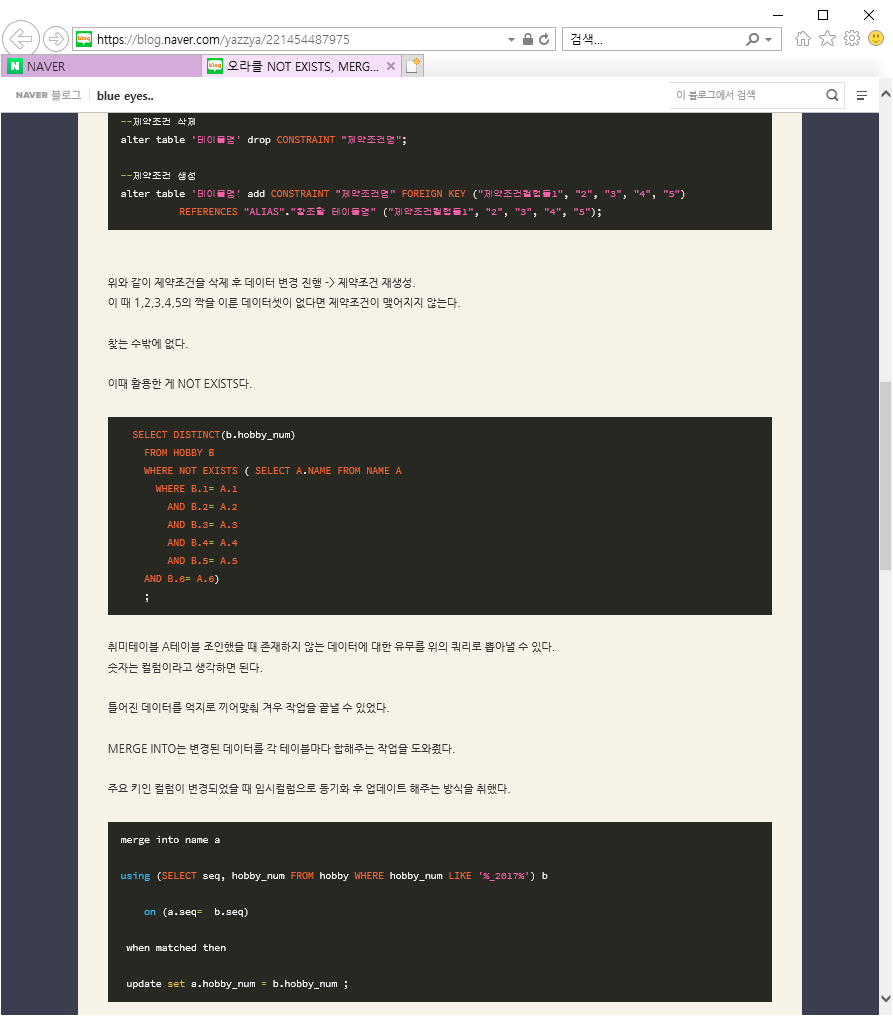 https://blog.naver.com/yazzya/221454487975
검색...
NAVER
오라클 NOT EXISTS, MERG...
NAVER 블로그
blue eyes..
이 블로그에서 검색
--제약조건 삭제
alter table '테이블명' drop CONSTRAINT "제약조건명";
--제약조건 생성
alter table '테이블명' add CONSTRAINT "제약조건명" FOREIGN KEY ("제약조건컬럼들1", "2", "3", "4", "5")
REFERENCES "ALIAS"."참조할 테이블명" ("제약조건컬럼들1", "2", "3", "4", "5");
위와 같이 제약조건을 삭제 후 데이터 변경 진행 -> 제약조건 재생성.
이 때 1,2,3,4,5의 짝을 이룬 데이터셋이 없다면 제약조건이 맺어지지 않는다.
찾는 수밖에 없다.
이때 활용한 게 NOT EXISTS다.
SELECT DISTINCT(b.hobby_num)
FROM HOBBY B
WHERE NOT EXISTS ( SELECT A.NAME FROM NAME A
WHERE B.1= A.1
AND B.2= A.2
AND B.3= A.3
AND B.4= A.4
AND B.5= A.5
AND B.6= A.6)
;
취미테이블 A테이블 조인했을 때 존재하지 않는 데이터에 대한 유무를 위의 쿼리로 뽑아낼 수 있다.
숫자는 컬럼이라고 생각하면 된다.
틀어진 데이터를 억지로 끼어맞춰 겨우 작업을 끝낼 수 있었다.
MERGE INTO는 변경된 데이터를 각 테이블마다 합해주는 작업을 도와줬다.
주요 키인 컬럼이 변경되었을 때 임시컬럼으로 동기화 후 업데이트 해주는 방식을 취했다.
merge into name a
using (SELECT seq, hobby_num FROM hobby WHERE hobby_num LIKE '%_2017%') b
on (a.seq=  b.seq)
when matched then
update set a.hobby_num = b.hobby_num ;